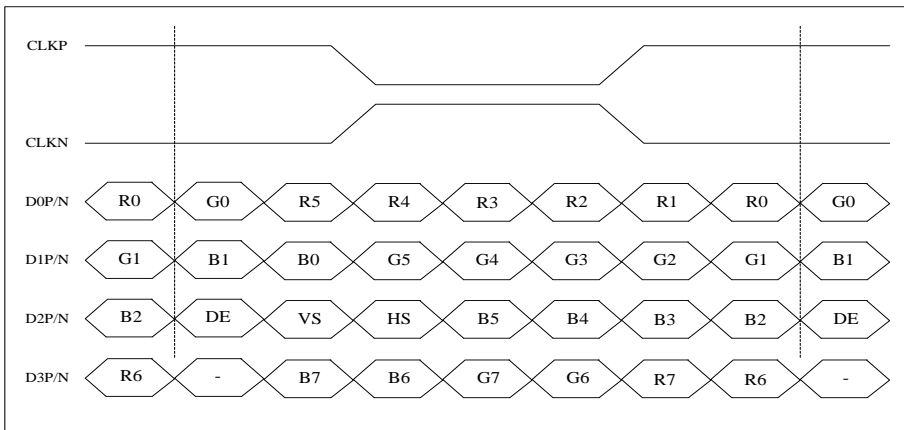 CLKP
CLKN
D0P/N R0 G0 R5 R4 R3 R2 R1 R0 G0
D1P/N G1 B1 B0 G5 G4 G3 G2 G1 B1
D2P/N B2 DE VS HS B5 B4 B3 B2 DE
D3P/N R6 - B7 B6 G7 G6 R7 R6 -